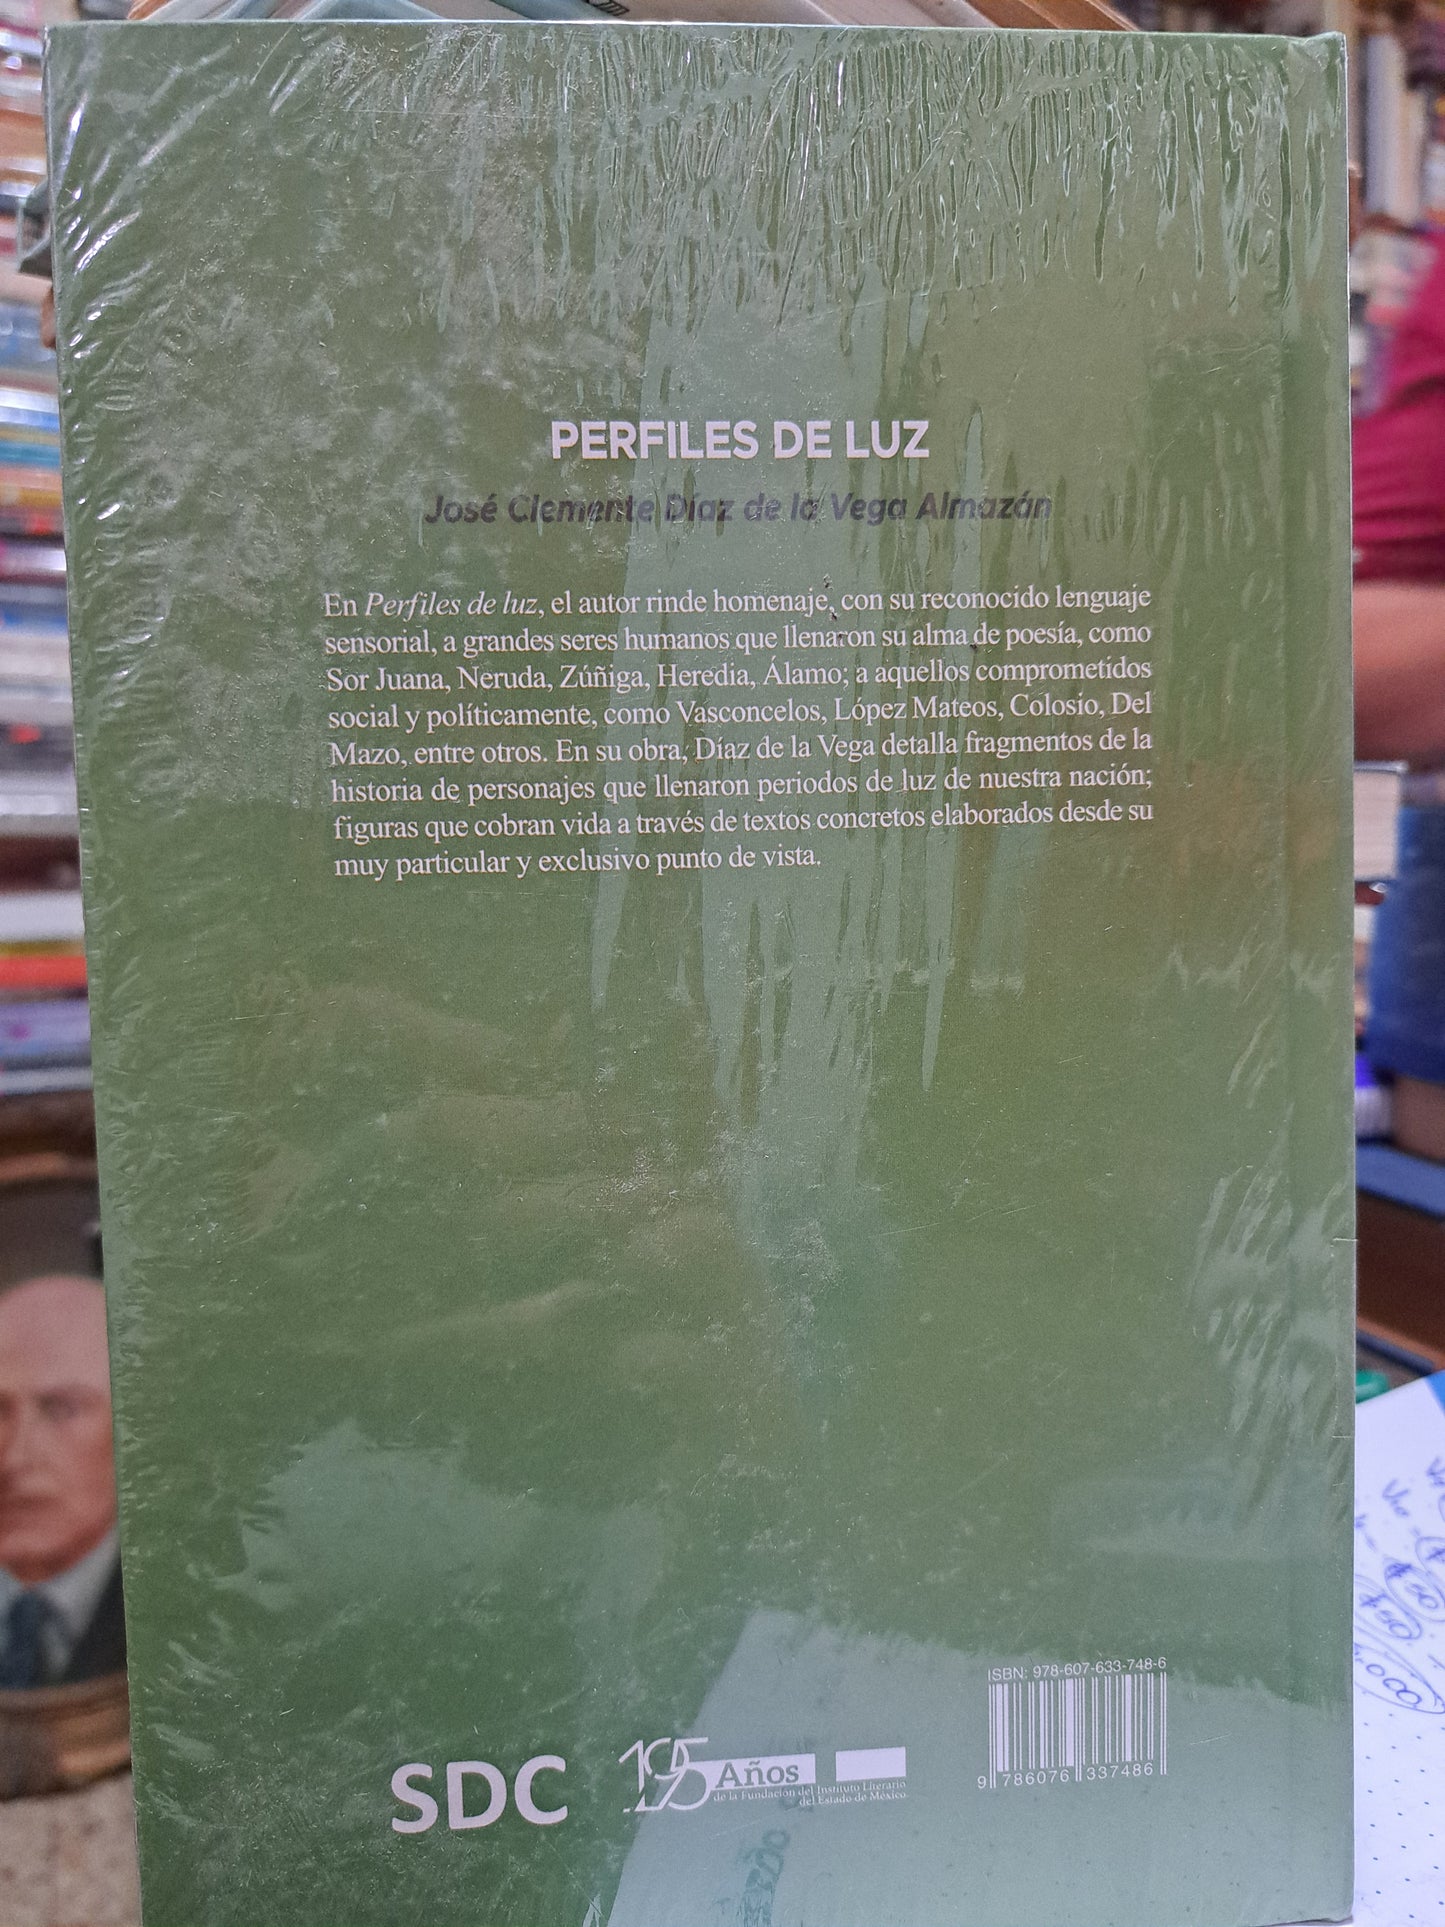 PERFILES DE LUZ
José Clemente Díaz de la Vega Almazán
En Perfiles de luz, el autor rinde homenaje, con su reconocido lenguaje
sensorial, a grandes seres humanos que llenaron su alma de poesía, como
Sor Juana, Neruda, Zúñiga, Heredia, Álamo; a aquellos comprometidos
social y políticamente, como Vasconcelos, López Mateos, Colosio, Del
Mazo, entre otros. En su obra, Díaz de la Vega detalla fragmentos de la
historia de personajes que llenaron periodos de luz de nuestra nación;
figuras que cobran vida a través de textos concretos elaborados desde su
muy particular y exclusivo punto de vista.
ISBN: 978-607-633-748-6
9 786076 337486
SDC
195 Años
de la Fundación del Instituto Literario
del Estado de México